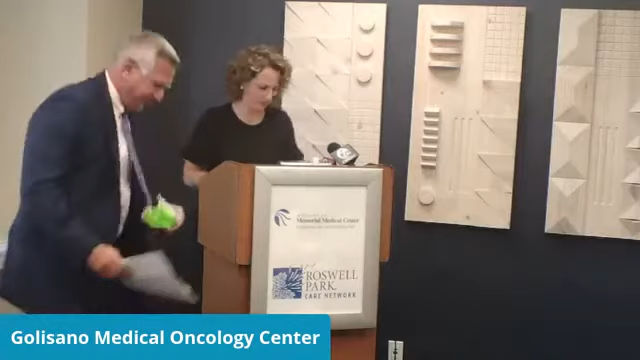 Memorial Medical Center
ROSWELL
PARK
CARE NETWORK
Golisano Medical Oncology Center